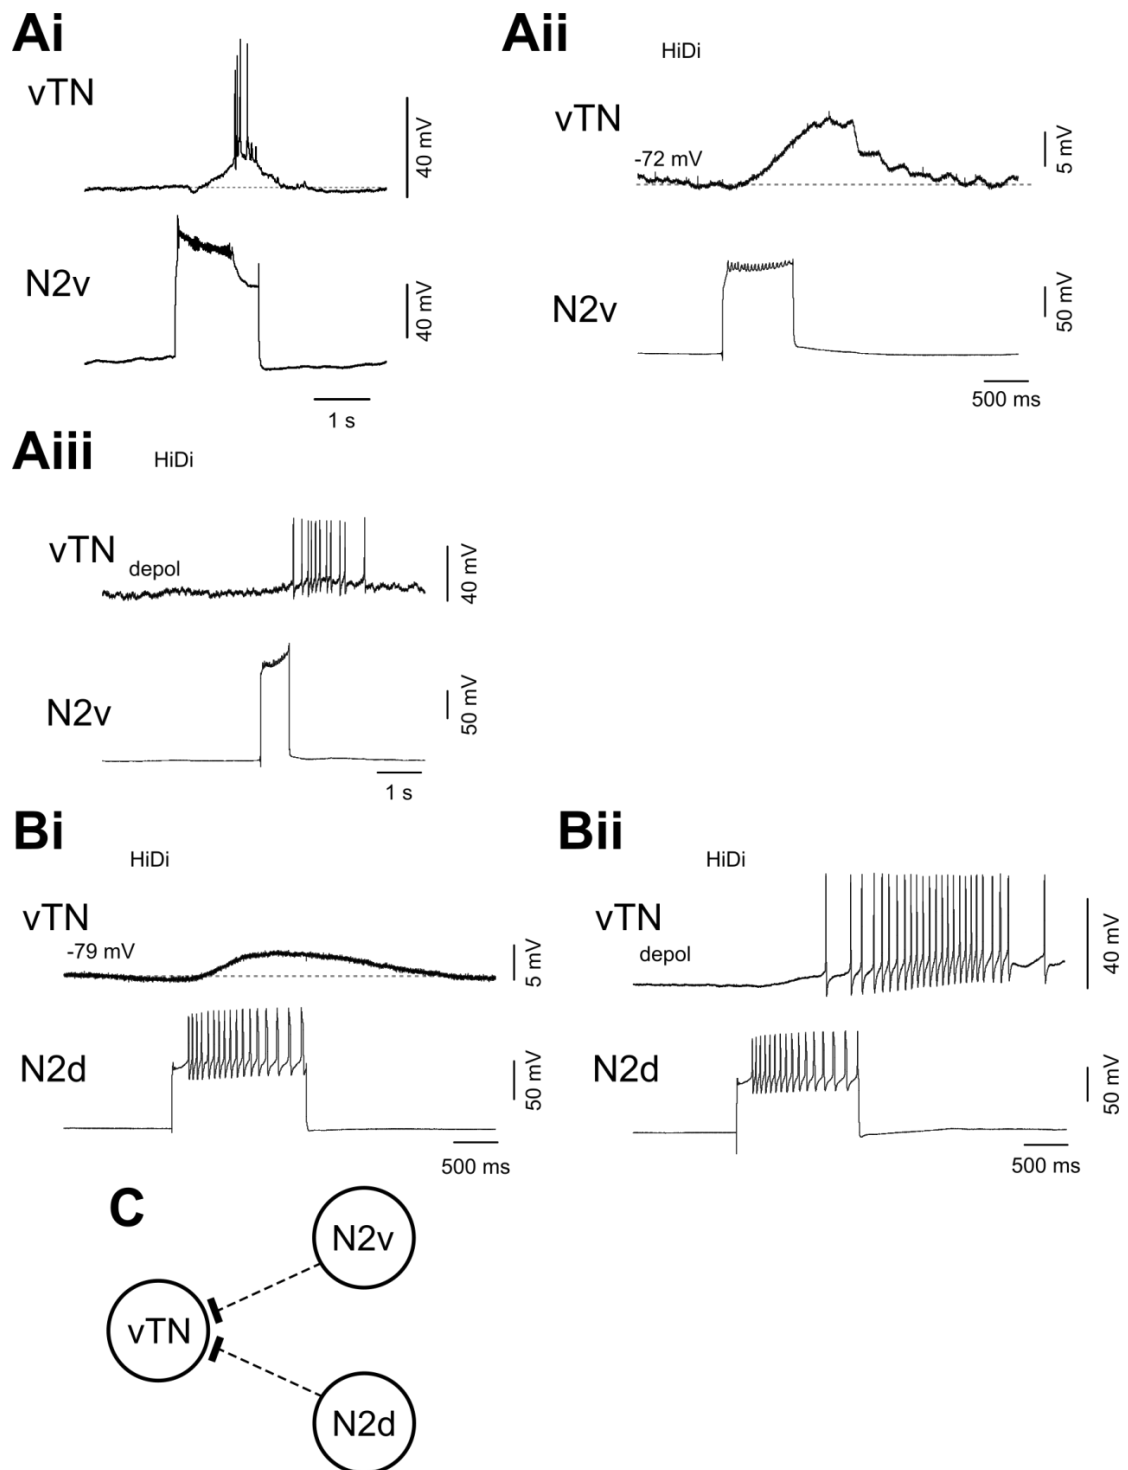 Ai
vTN
40 mV
N2v
40 mV
1 s
Aii
HiDi
vTN
-72 mV
5 mV
N2v
50 mV
500 ms
Aiii
HiDi
vTN
depol
40 mV
N2v
50 mV
1 s
Bi
HiDi
vTN
-79 mV
5 mV
N2d
50 mV
500 ms
Bii
HiDi
vTN
depol
40 mV
N2d
50 mV
500 ms
C
N2v
vTN
N2d